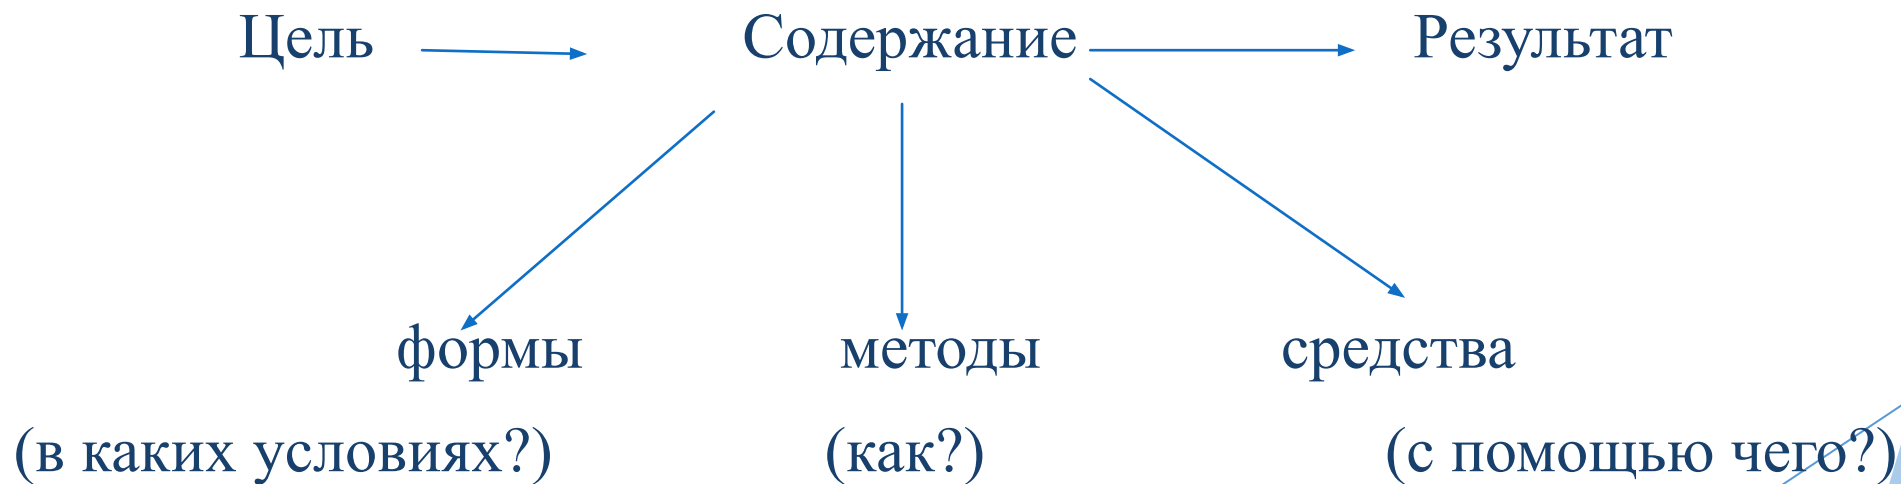 Цель Содержание Результат
формы методы средства
(в каких условиях?) (как?) (с помощью чего?)